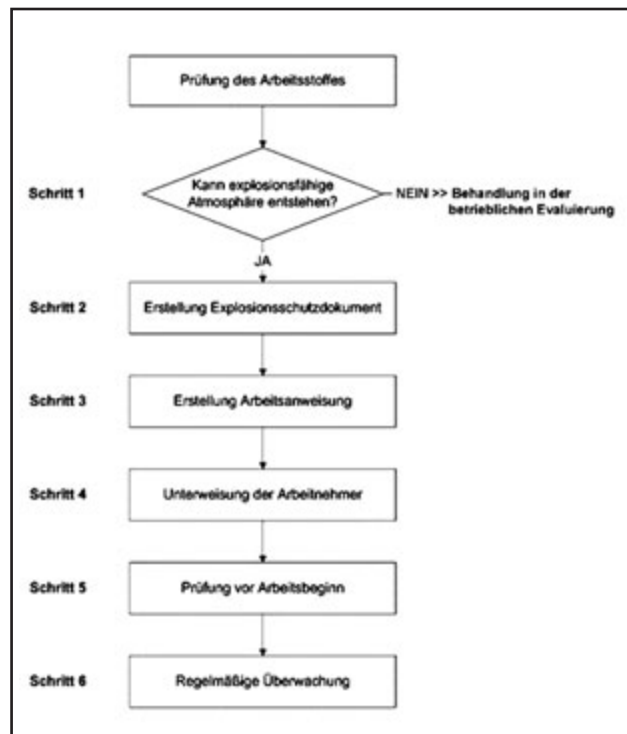 Prüfung des Arbeitsstoffes
Schritt 1
Kann explosionsfähige
Atmosphäre entstehen?
NEIN >> Behandlung in der
betrieblichen Evaluierung
JA
Schritt 2
Erstellung Explosionsschutzdokument
Schritt 3
Erstellung Arbeitsanweisung
Schritt 4
Unterweisung der Arbeitnehmer
Schritt 5
Prüfung vor Arbeitsbeginn
Schritt 6
Regelmäßige Überwachung